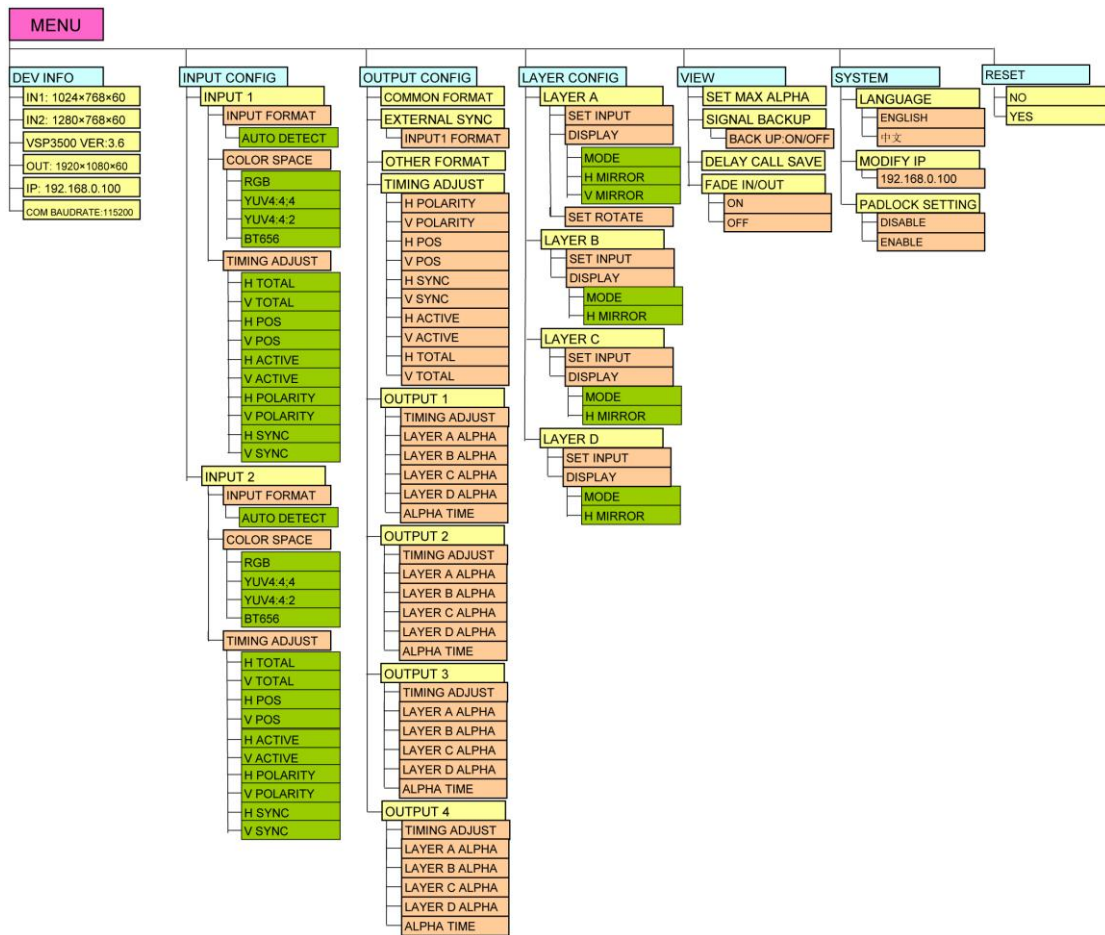 MENU
DEV INFO
IN1: 1024×768×60
IN2: 1280×768×60
VSP3500 VER:3.6
OUT: 1920×1080×60
IP: 192.168.0.100
COM BAUDRATE:115200
INPUT CONFIG
INPUT 1
INPUT FORMAT
AUTO DETECT
COLOR SPACE
RGB
YUV4:4;4
YUV4:4:2
BT656
TIMING ADJUST
H TOTAL
V TOTAL
H POS
V POS
H ACTIVE
V ACTIVE
H POLARITY
V POLARITY
H SYNC
V SYNC
INPUT 2
INPUT FORMAT
AUTO DETECT
COLOR SPACE
RGB
YUV4:4;4
YUV4:4:2
BT656
TIMING ADJUST
H TOTAL
V TOTAL
H POS
V POS
H ACTIVE
V ACTIVE
H POLARITY
V POLARITY
H SYNC
V SYNC
OUTPUT CONFIG
COMMON FORMAT
EXTERNAL SYNC
INPUT1 FORMAT
OTHER FORMAT
TIMING ADJUST
H POLARITY
V POLARITY
H POS
V POS
H SYNC
V SYNC
H ACTIVE
V ACTIVE
H TOTAL
V TOTAL
OUTPUT 1
TIMING ADJUST
LAYER A ALPHA
LAYER B ALPHA
LAYER C ALPHA
LAYER D ALPHA
ALPHA TIME
OUTPUT 2
TIMING ADJUST
LAYER A ALPHA
LAYER B ALPHA
LAYER C ALPHA
LAYER D ALPHA
ALPHA TIME
OUTPUT 3
TIMING ADJUST
LAYER A ALPHA
LAYER B ALPHA
LAYER C ALPHA
LAYER D ALPHA
ALPHA TIME
OUTPUT 4
TIMING ADJUST
LAYER A ALPHA
LAYER B ALPHA
LAYER C ALPHA
LAYER D ALPHA
ALPHA TIME
LAYER CONFIG
LAYER A
SET INPUT
DISPLAY
MODE
H MIRROR
V MIRROR
SET ROTATE
LAYER B
SET INPUT
DISPLAY
MODE
H MIRROR
LAYER C
SET INPUT
DISPLAY
MODE
H MIRROR
LAYER D
SET INPUT
DISPLAY
MODE
H MIRROR
VIEW
SET MAX ALPHA
SIGNAL BACKUP
BACK UP:ON/OFF
DELAY CALL SAVE
FADE IN/OUT
ON
OFF
SYSTEM
LANGUAGE
ENGLISH
中文
MODIFY IP
192.168.0.100
PADLOCK SETTING
DISABLE
ENABLE
RESET
NO
YES